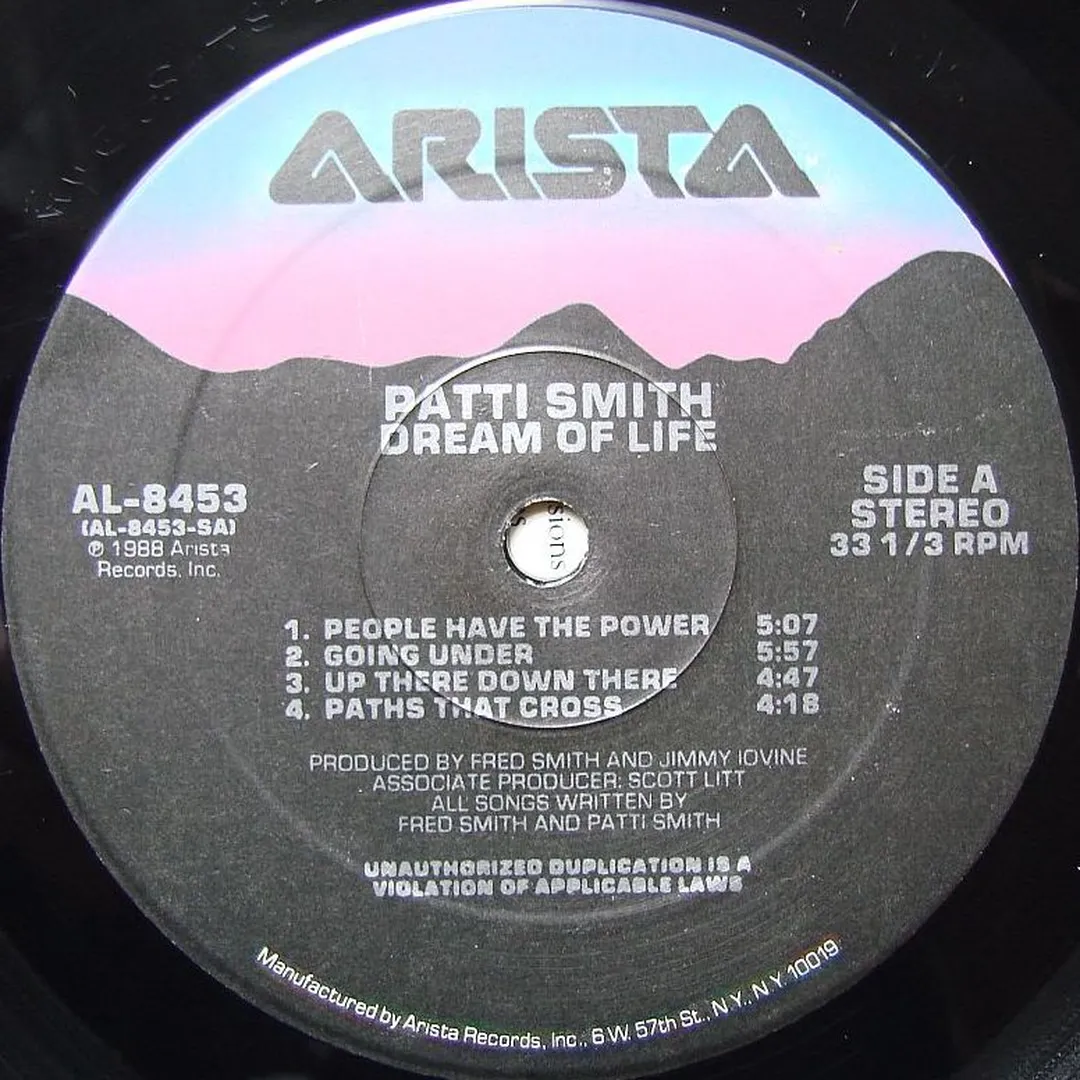 ARISTA
PATTI SMITH
DREAM OF LIFE
AL-8453
(AL-8453-SA)
℗ 1988 Arista
Records, Inc.
SIDE A
STEREO
33 1/3 RPM
sions
s
1. PEOPLE HAVE THE POWER 5:07
2. GOING UNDER 5:57
3. UP THERE DOWN THERE 4:47
4. PATHS THAT CROSS 4:18
PRODUCED BY FRED SMITH AND JIMMY IOVINE
ASSOCIATE PRODUCER: SCOTT LITT
ALL SONGS WRITTEN BY
FRED SMITH AND PATTI SMITH
UNAUTHORIZED DUPLICATION IS A
VIOLATION OF APPLICABLE LAWS
Manufactured by Arista Records, Inc., 6 W. 57th St., N.Y., N.Y. 10019